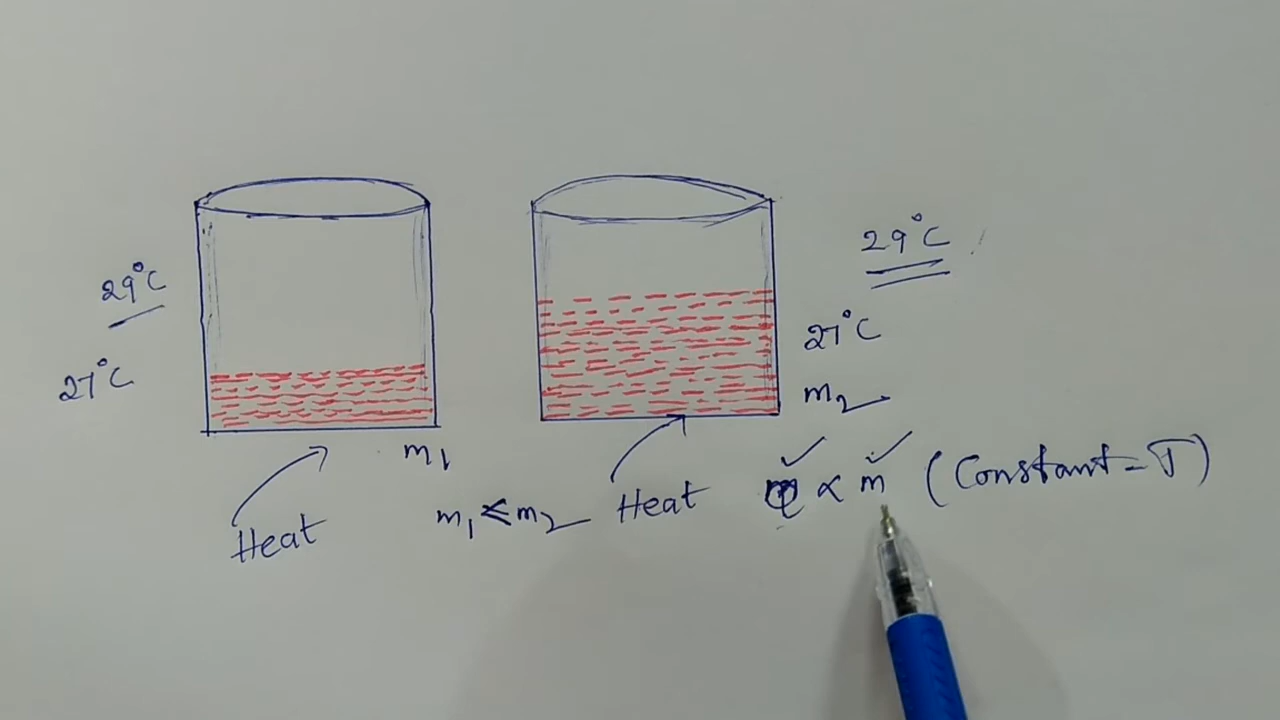 29°C
27°C
m₁
Heat
29°C
27°C
m₂
Heat
m₁ < m₂
Q ∝ m (Constant - T)